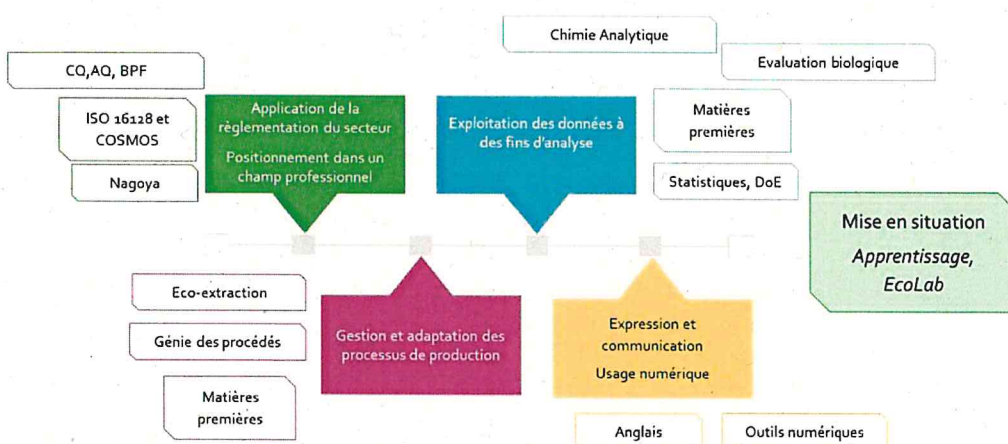 Chimie Analytique
Evaluation biologique
CQ,AQ, BPF
ISO 16128 et
COSMOS
Nagoya
Application de la
règlementation du secteur
Positionnement dans un
champ professionnel
Exploitation des données à
des fins d'analyse
Matières
premières
Statistiques, DoE
Mise en situation
Apprentissage,
EcoLab
Eco-extraction
Génie des procédés
Matières
premières
Gestion et adaptation des
processus de production
Expression et
communication
Usage numérique
Anglais
Outils numériques